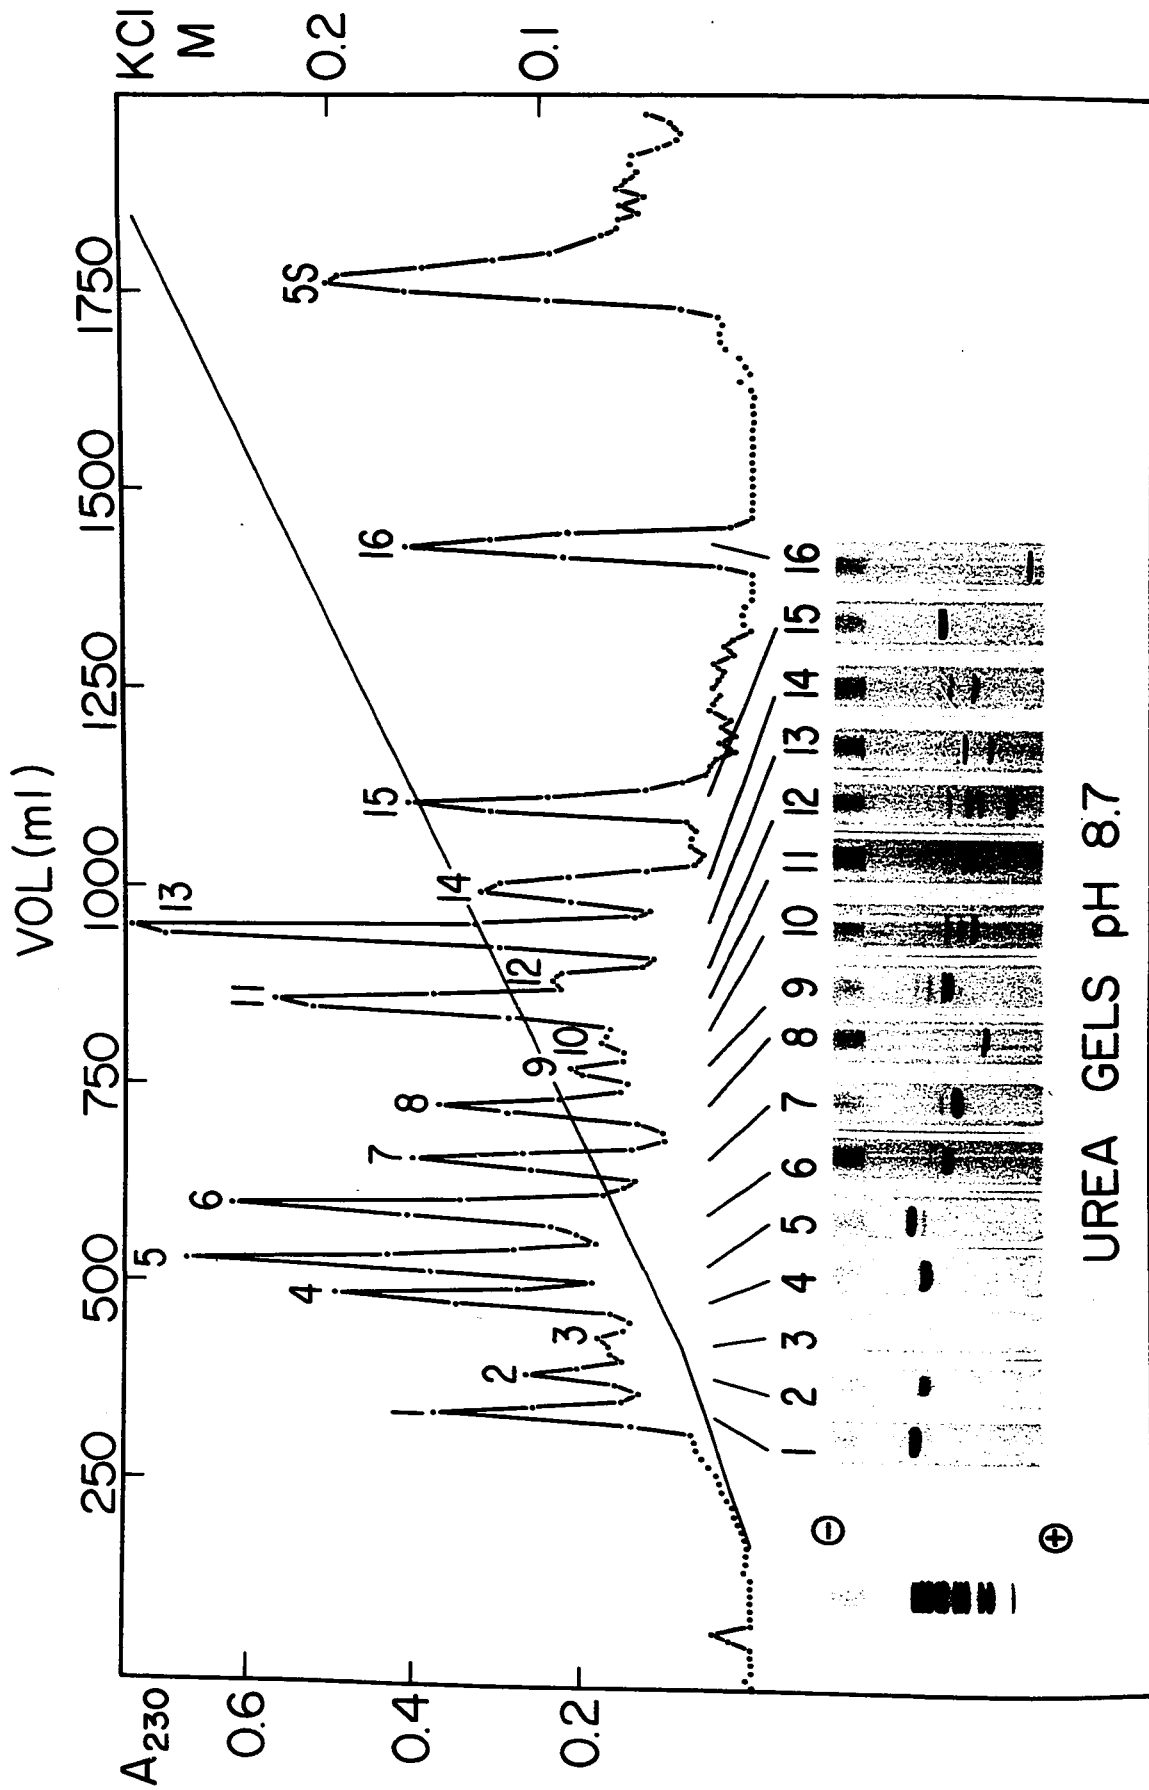 VOL (ml)
250 500 750 1000 1250 1500 1750
A230
0.6
0.4
0.2
KCl
M
0.2
0.1
1 2 3 4 5 6 7 8 9 10 11 12 13 14 15 16 5S
1 2 3 4 5 6 7 8 9 10 11 12 13 14 15 16
⊖
⊕
UREA GELS pH 8.7